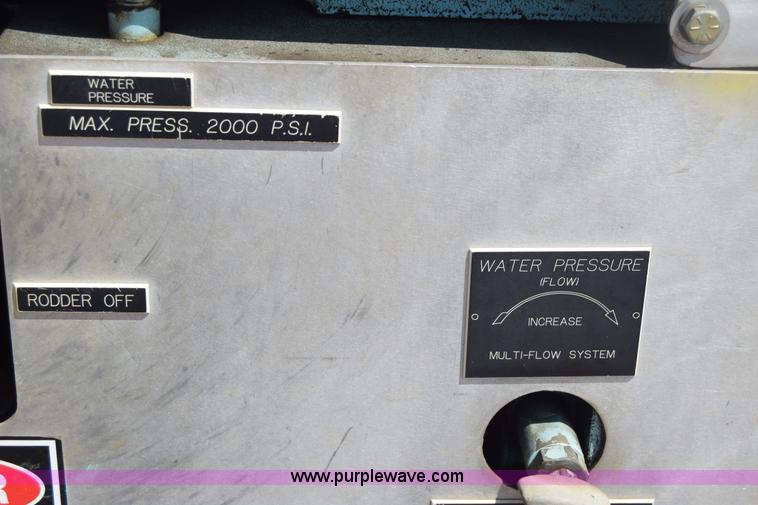 WATER
PRESSURE
MAX. PRESS. 2000 P.S.I.
WATER PRESSURE
(FLOW)
INCREASE
MULTI-FLOW SYSTEM
RODDER OFF
R
www.purplewave.com